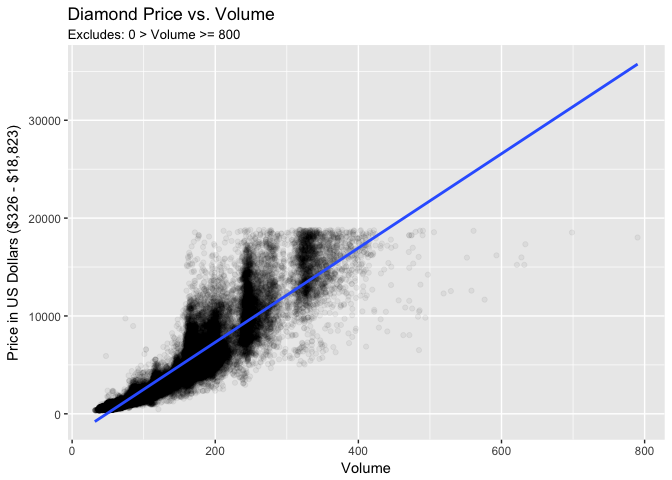 Diamond Price vs. Volume
Excludes: 0 > Volume >= 800
Price in US Dollars ($326 - $18,823)
30000
20000
10000
0
0 200 400 600 800
Volume